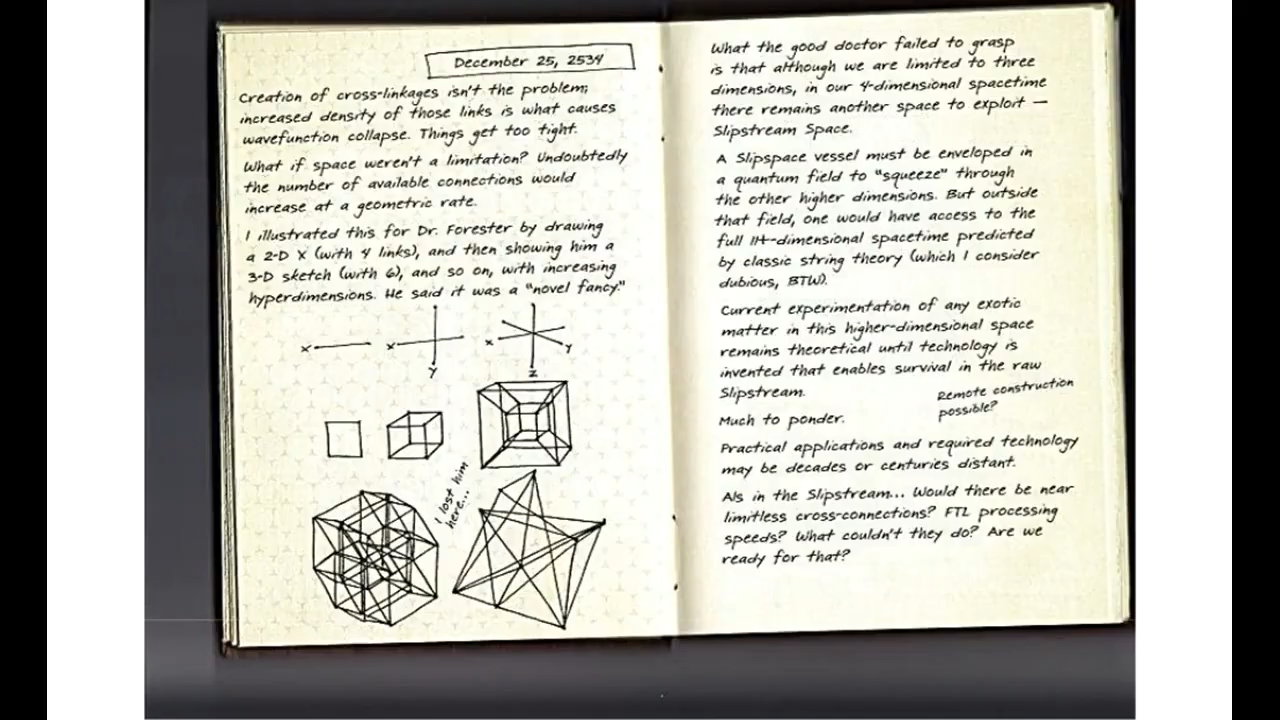 December 25, 2534
Creation of cross-linkages isn't the problem;
increased density of those links is what causes
wavefunction collapse. Things get too tight.
What if space weren't a limitation? Undoubtedly
the number of available connections would
increase at a geometric rate.
I illustrated this for Dr. Forester by drawing
a 2-D X (with 4 links), and then showing him a
3-D sketch (with 6), and so on, with increasing
hyperdimensions. He said it was a "novel fancy."
X
X
Y
X
Y
Z
I lost him
here...
What the good doctor failed to grasp
is that although we are limited to three
dimensions, in our 4-dimensional spacetime
there remains another space to exploit —
Slipstream Space.
A Slipspace vessel must be enveloped in
a quantum field to "squeeze" through
the other higher dimensions. But outside
that field, one would have access to the
full 11+-dimensional spacetime predicted
by classic string theory (which I consider
dubious, BTW).
Current experimentation of any exotic
matter in this higher-dimensional space
remains theoretical until technology is
invented that enables survival in the raw
Slipstream.
Remote construction
possible?
Much to ponder.
Practical applications and required technology
may be decades or centuries distant.
AIs in the Slipstream... Would there be near
limitless cross-connections? FTL processing
speeds? What couldn't they do? Are we
ready for that?